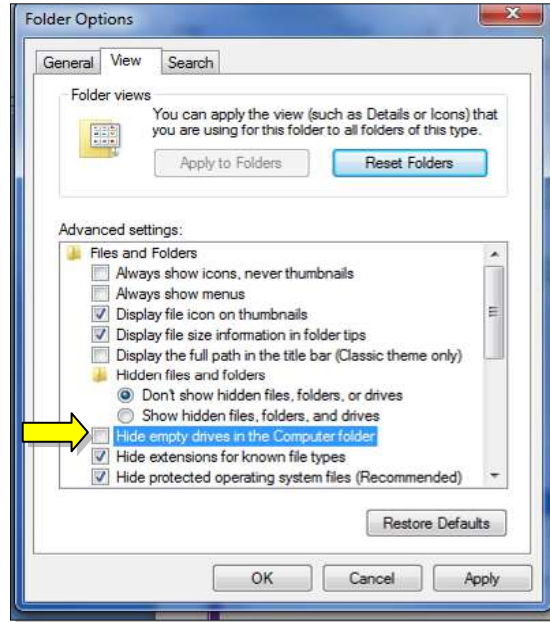 Folder Options
General View Search
Folder views
You can apply the view (such as Details or Icons) that
you are using for this folder to all folders of this type.
Apply to Folders Reset Folders
Advanced settings:
Files and Folders
Always show icons, never thumbnails
Always show menus
Display file icon on thumbnails
Display file size information in folder tips
Display the full path in the title bar (Classic theme only)
Hidden files and folders
Don't show hidden files, folders, or drives
Show hidden files, folders, and drives
Hide empty drives in the Computer folder
Hide extensions for known file types
Hide protected operating system files (Recommended)
Restore Defaults
OK Cancel Apply